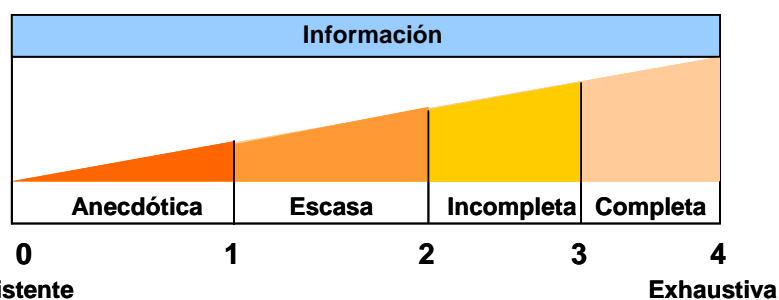 Información
Anecdótica Escasa Incompleta Completa
0 1 2 3 4
istente Exhaustiva